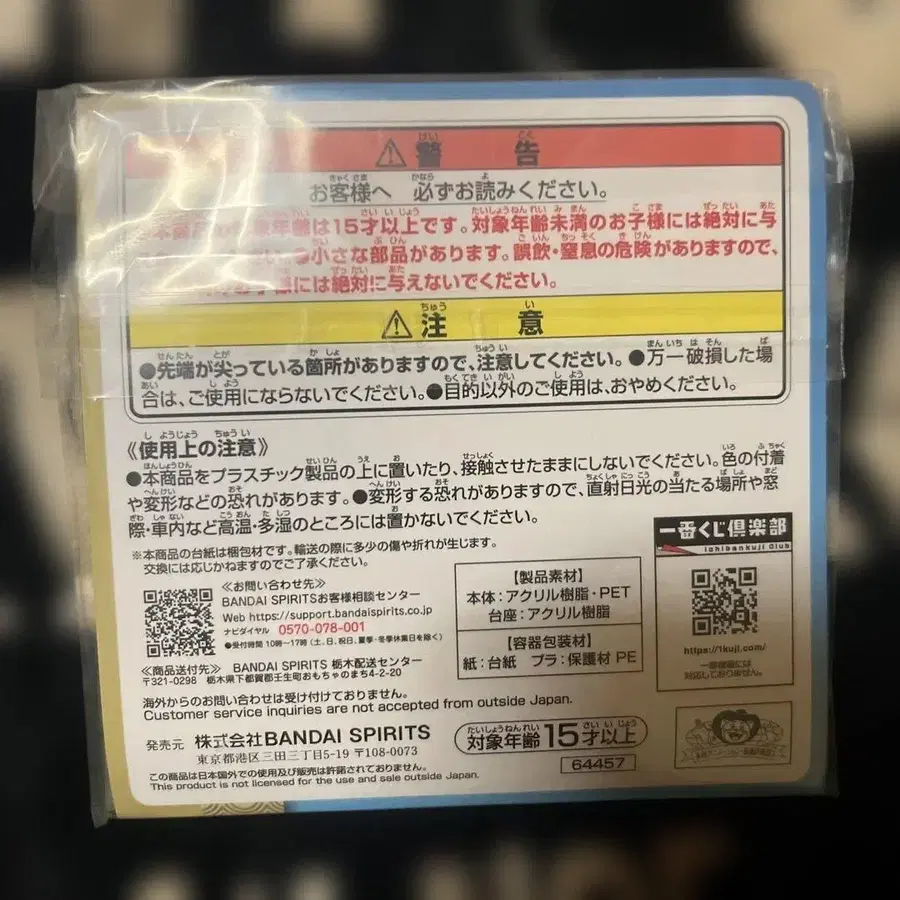 警告
お客様へ 必ずお読みください。
対象年齢は15才以上です。対象年齢未満のお子様には絶対に与
小さな部品があります。誤飲・窒息の危険がありますので、
には絶対に与えないでください。
注意
●先端が尖っている箇所がありますので、注意してください。●万一破損した場
合は、ご使用にならないでください。●目的以外のご使用は、おやめください。
《使用上の注意》
●本商品をプラスチック製品の上に置いたり、接触させたままにしないでください。色の付着
や変形などの恐れがあります。●変形する恐れがありますので、直射日光の当たる場所や窓
際・車内など高温・多湿のところには置かないでください。
※本商品の台紙は梱包材です。輸送の際に多少の傷や折れが生じます。
交換には応じかねますのでご了承ください。
≪お問い合わせ先≫
BANDAI SPIRITSお客様相談センター
Web https://support.bandaispirits.co.jp
ナビダイヤル 0570-078-001
●受付時間 10時〜17時(土、日、祝日、夏季・冬季休業日を除く)
≪商品送付先≫ BANDAI SPIRITS 栃木配送センター
〒321-0298 栃木県下都賀郡壬生町おもちゃのまち4-2-20
海外からのお問い合わせは受け付けておりません。
Customer service inquiries are not accepted from outside Japan.
発売元 株式会社BANDAI SPIRITS
東京都港区三田三丁目5-19 〒108-0073
この商品は日本国外での使用及び販売は許諾されておりません。
This product is not licensed for the use and sale outside Japan.
【製品素材】
本体：アクリル樹脂・PET
台座：アクリル樹脂
【容器包装材】
紙：台紙 プラ：保護材 PE
対象年齢15才以上
64457
一番くじ倶楽部
Ichibankuji Club
https://1kuji.com/
一部機種には
対応しておりません。